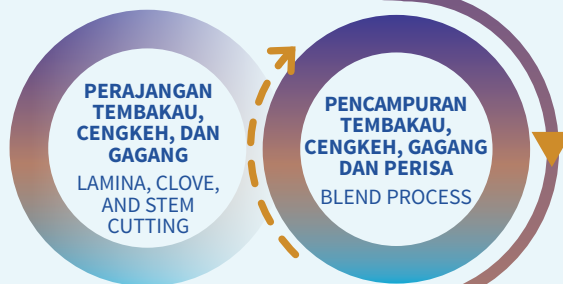 PERAJANGAN
TEMBAKAU,
CENGKEH, DAN
GAGANG
LAMINA, CLOVE,
AND STEM
CUTTING
PENCAMPURAN
TEMBAKAU,
CENGKEH, GAGANG
DAN PERISA
BLEND PROCESS